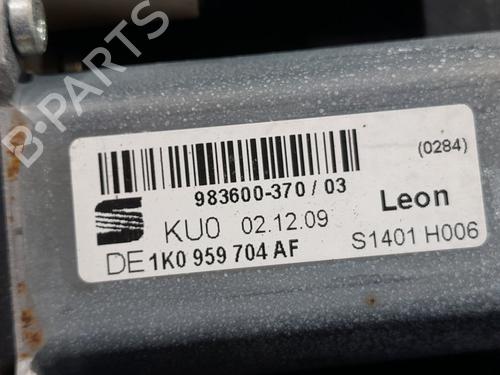 (0284)
983600-370 / 03
Leon
KU0 02.12.09
S1401 H006
DE 1K0 959 704 AF
B-PARTS